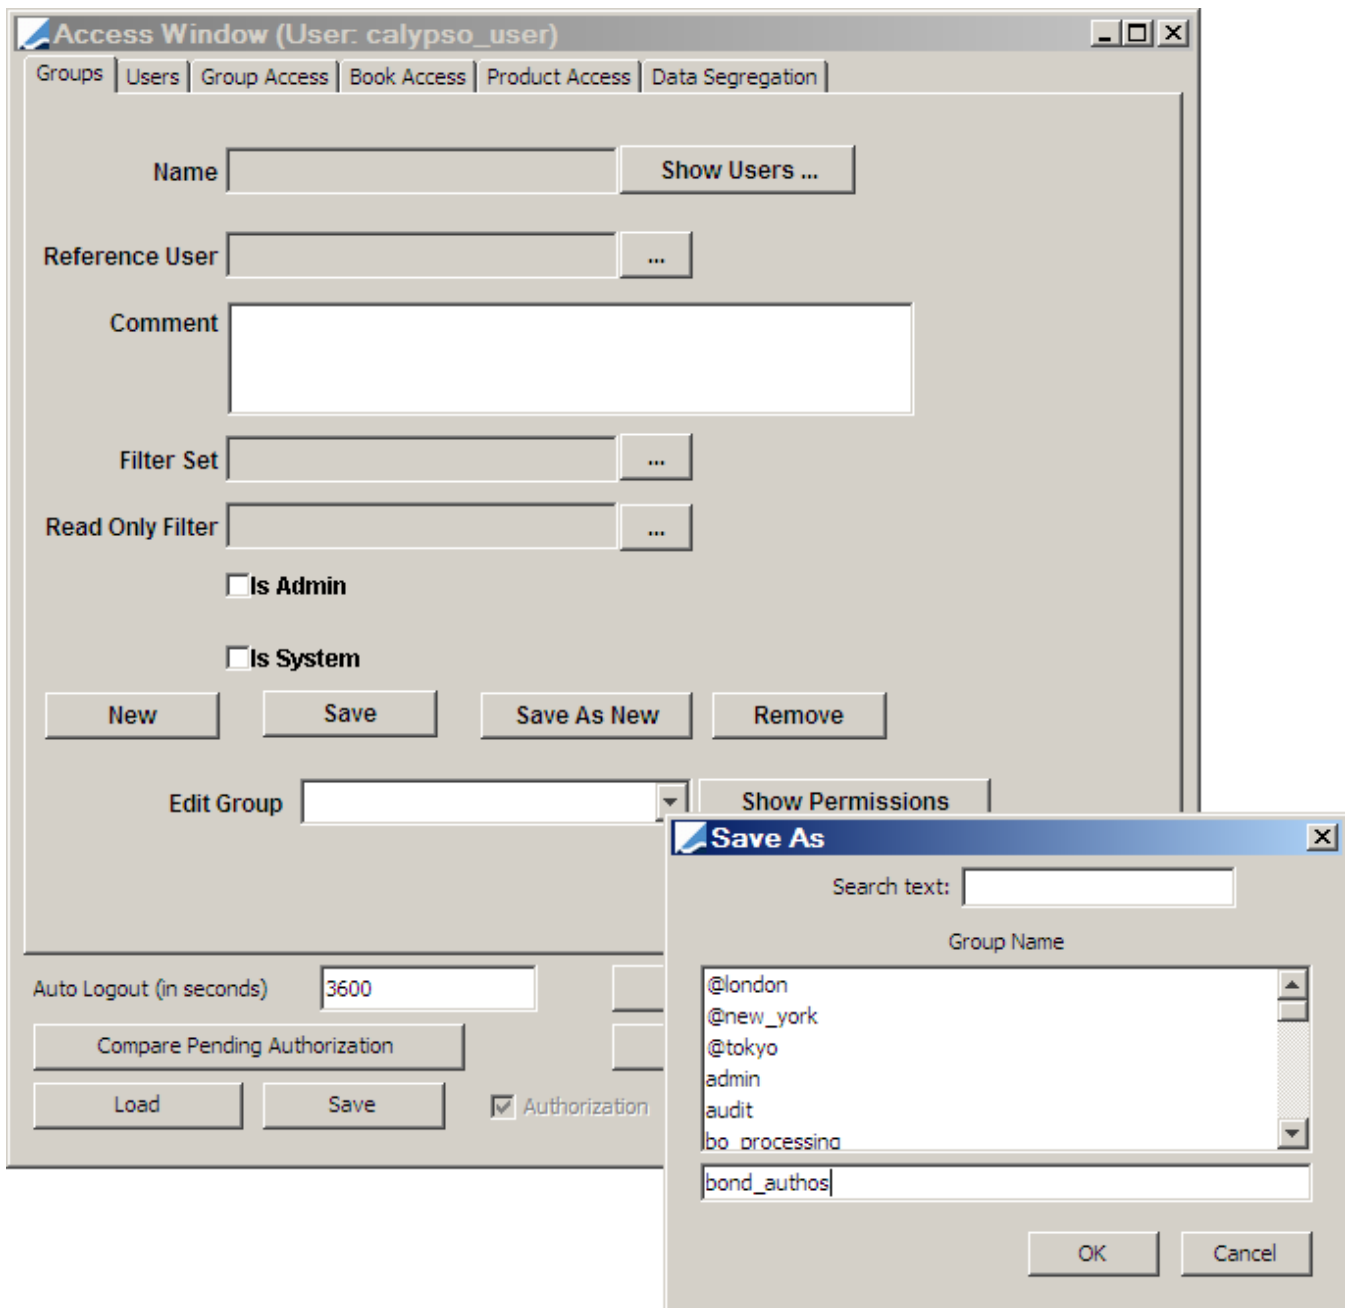 Access Window (User: calypso_user)
Groups Users Group Access Book Access Product Access Data Segregation
Name Show Users ...
Reference User ...
Comment
Filter Set ...
Read Only Filter ...
Is Admin
Is System
New Save Save As New Remove
Edit Group Show Permissions
Save As
Search text:
Group Name
@london
@new_york
@tokyo
admin
audit
bo_processing
bond_authos
OK Cancel
Auto Logout (in seconds) 3600
Compare Pending Authorization
Load Save Authorization